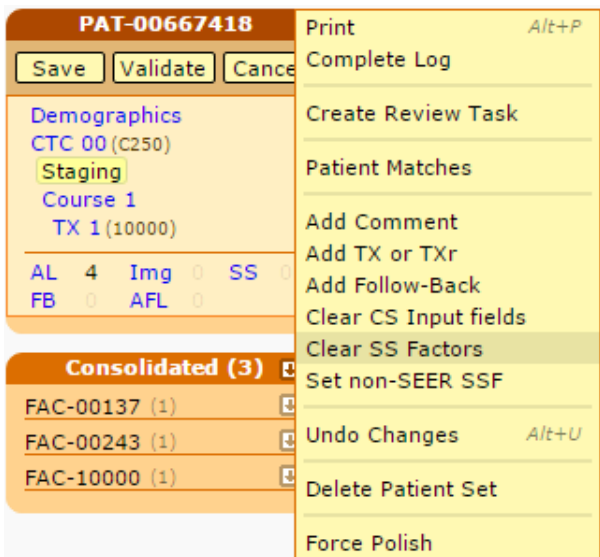 PAT-00667418
Save Validate Cance
Demographics
CTC 00 (C250)
Staging
Course 1
TX 1 (10000)
AL 4 Img 0 SS 0
FB 0 AFL 0
Consolidated (3)
FAC-00137 (1)
FAC-00243 (1)
FAC-10000 (1)
Print Alt+P
Complete Log
Create Review Task
Patient Matches
Add Comment
Add TX or TXr
Add Follow-Back
Clear CS Input fields
Clear SS Factors
Set non-SEER SSF
Undo Changes Alt+U
Delete Patient Set
Force Polish